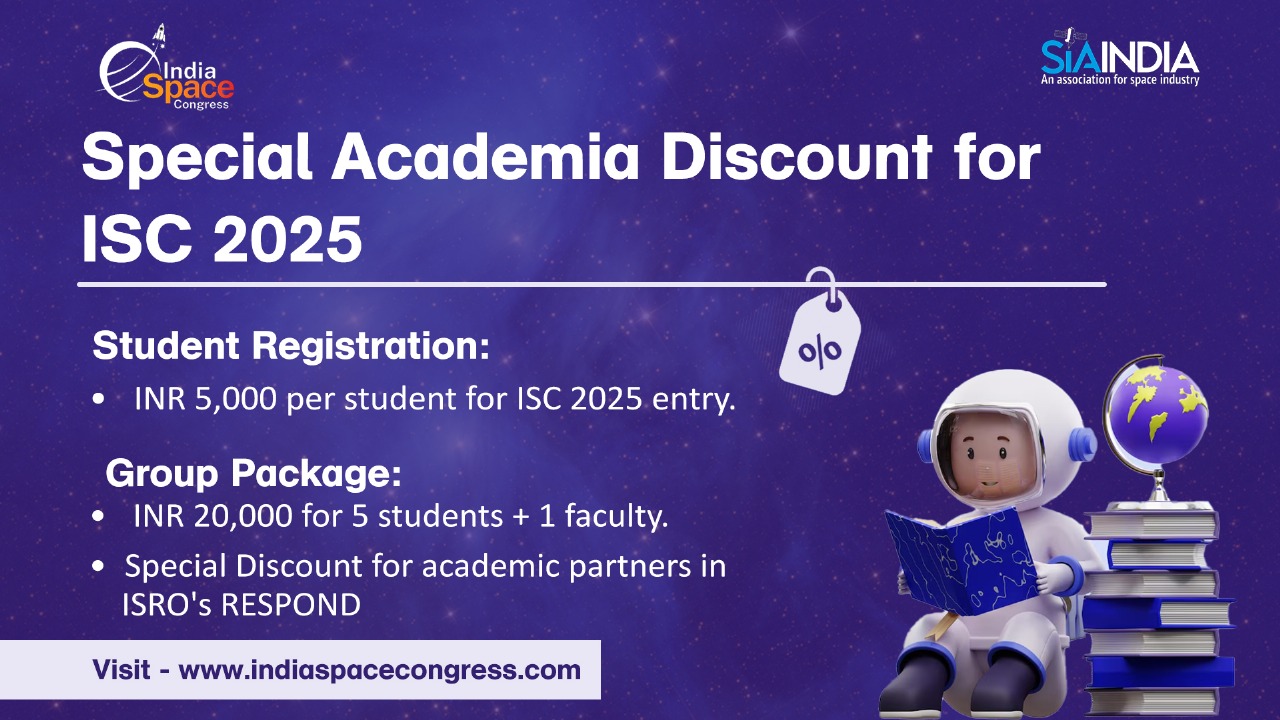 India
Space
Congress
SIAINDIA
An association for space industry
Special Academia Discount for
ISC 2025
%
Student Registration:
• INR 5,000 per student for ISC 2025 entry.
Group Package:
• INR 20,000 for 5 students + 1 faculty.
• Special Discount for academic partners in
ISRO's RESPOND
Visit - www.indiaspacecongress.com